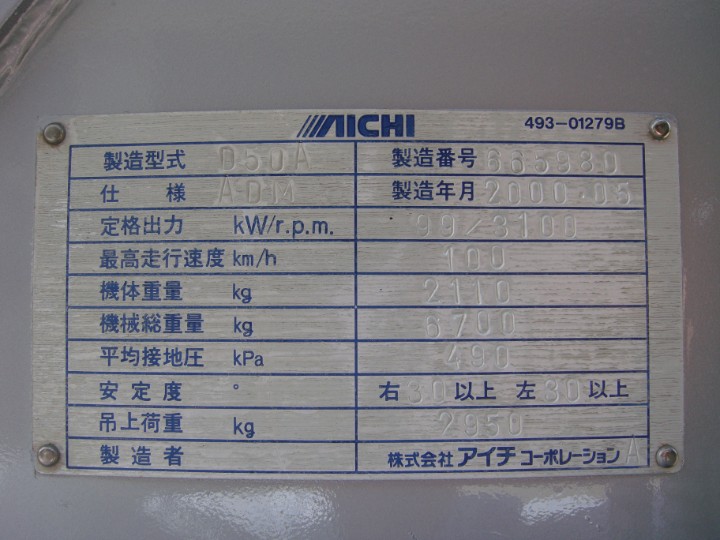 AICHI 493-01279B
製造型式 D50A 製造番号 665980
仕様 A-DM 製造年月 2000.05
定格出力 kW/r.p.m. 99/3100
最高走行速度 km/h 100
機体重量 kg 2110
機械総重量 kg 6700
平均接地圧 kPa 490
安定度 ° 右30以上 左30以上
吊上荷重 kg 2950
製造者 株式会社アイチコーポレーション A